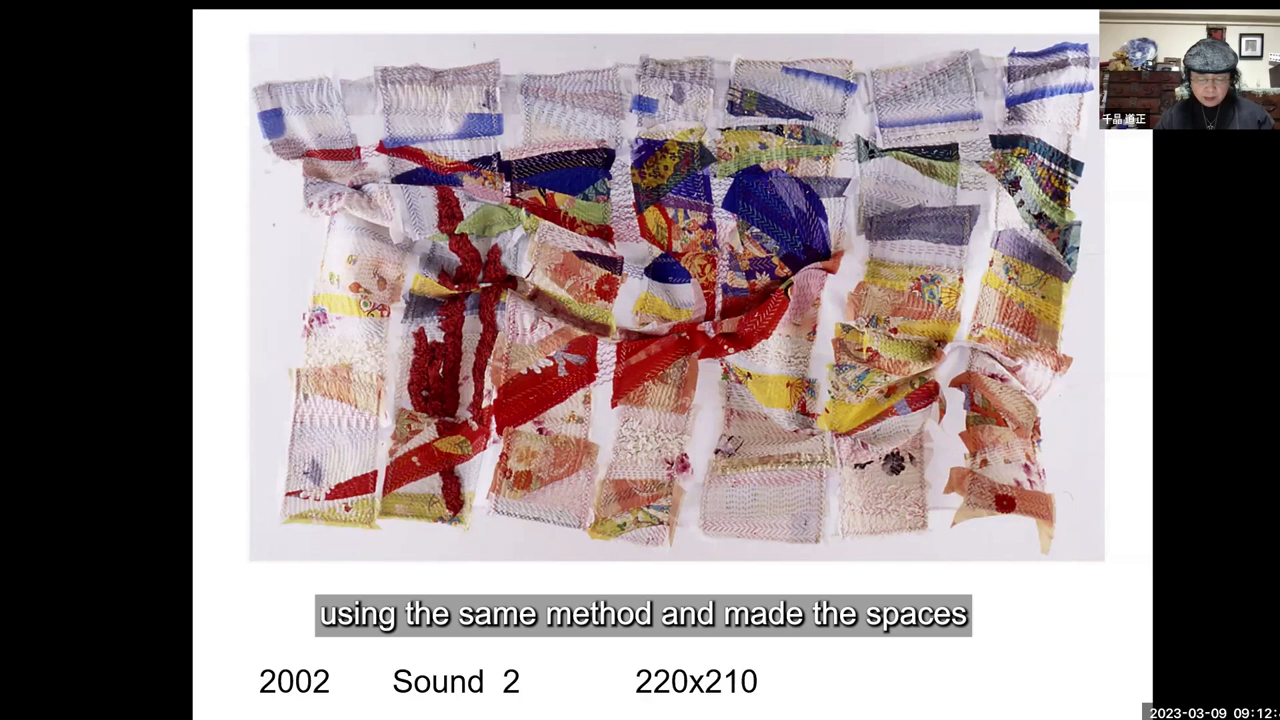 千品 道正
using the same method and made the spaces
2002 Sound 2 220x210
2023-03-09 09:12: